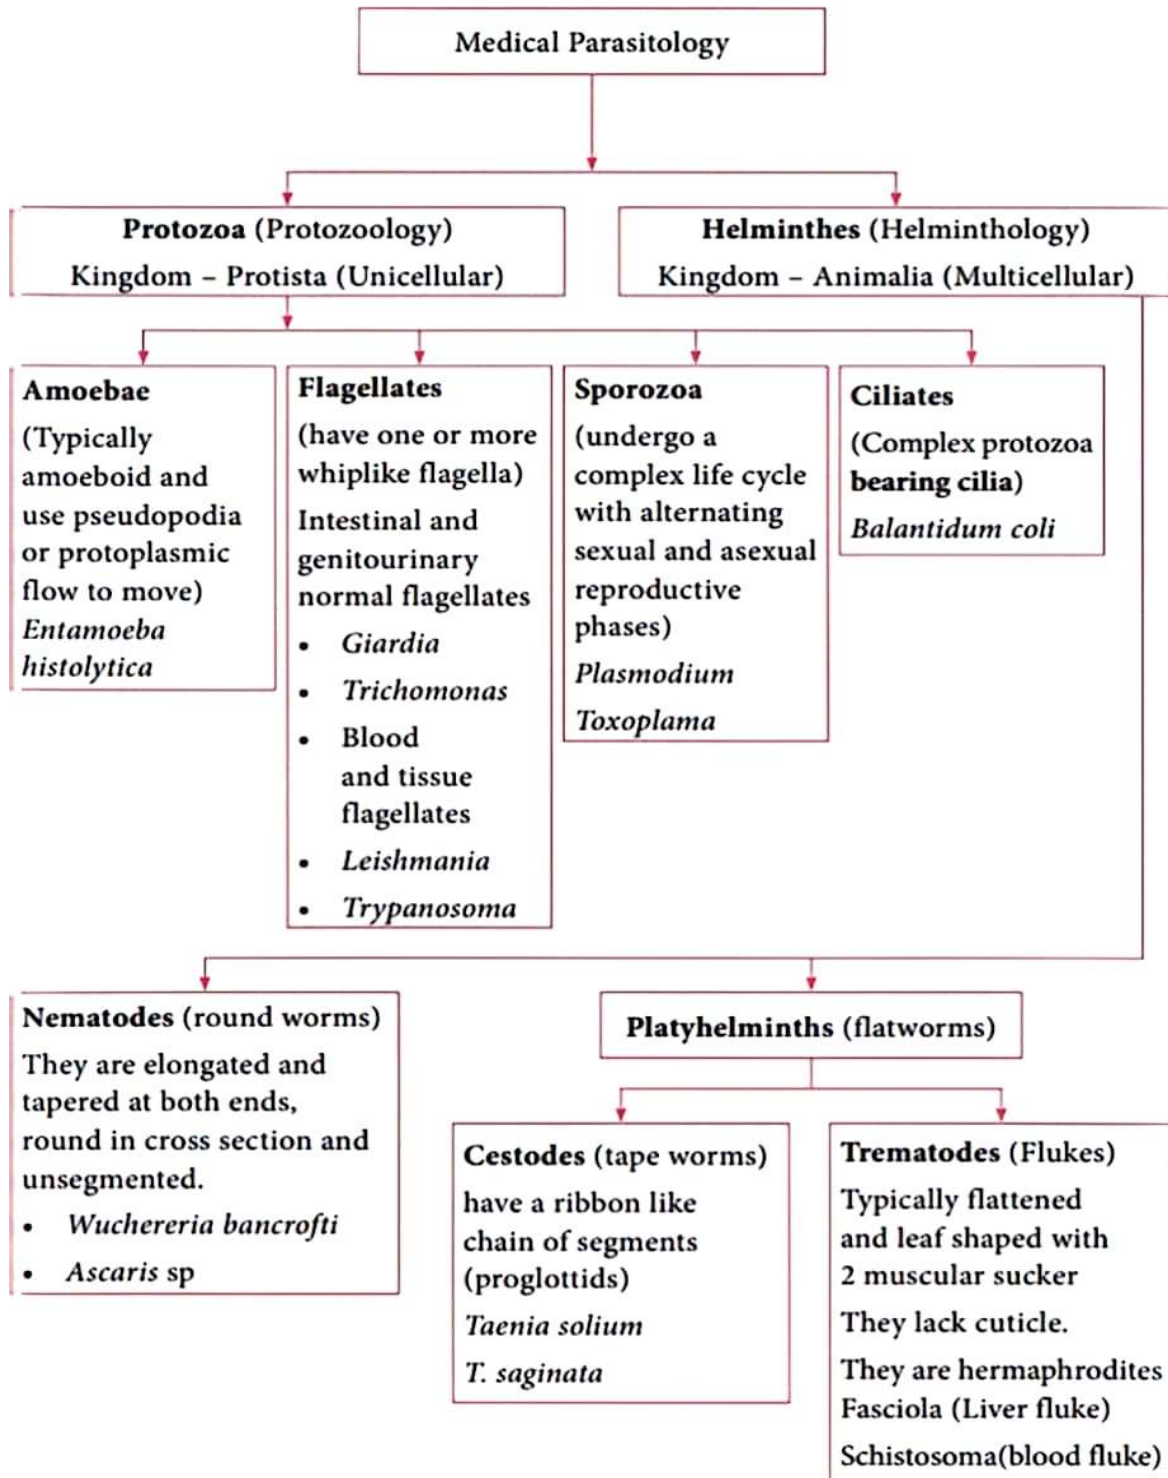 Medical Parasitology
Protozoa (Protozoology)
Kingdom – Protista (Unicellular)
Helminthes (Helminthology)
Kingdom – Animalia (Multicellular)
Amoebae
(Typically
amoeboid and
use pseudopodia
or protoplasmic
flow to move)
Entamoeba
histolytica
Flagellates
(have one or more
whiplike flagella)
Intestinal and
genitourinary
normal flagellates
• Giardia
• Trichomonas
• Blood
and tissue
flagellates
• Leishmania
• Trypanosoma
Sporozoa
(undergo a
complex life cycle
with alternating
sexual and asexual
reproductive
phases)
Plasmodium
Toxoplama
Ciliates
(Complex protozoa
bearing cilia)
Balantidum coli
Nematodes (round worms)
They are elongated and
tapered at both ends,
round in cross section and
unsegmented.
• Wuchereria bancrofti
• Ascaris sp
Platyhelminths (flatworms)
Cestodes (tape worms)
have a ribbon like
chain of segments
(proglottids)
Taenia solium
T. saginata
Trematodes (Flukes)
Typically flattened
and leaf shaped with
2 muscular sucker
They lack cuticle.
They are hermaphrodites
Fasciola (Liver fluke)
Schistosoma(blood fluke)